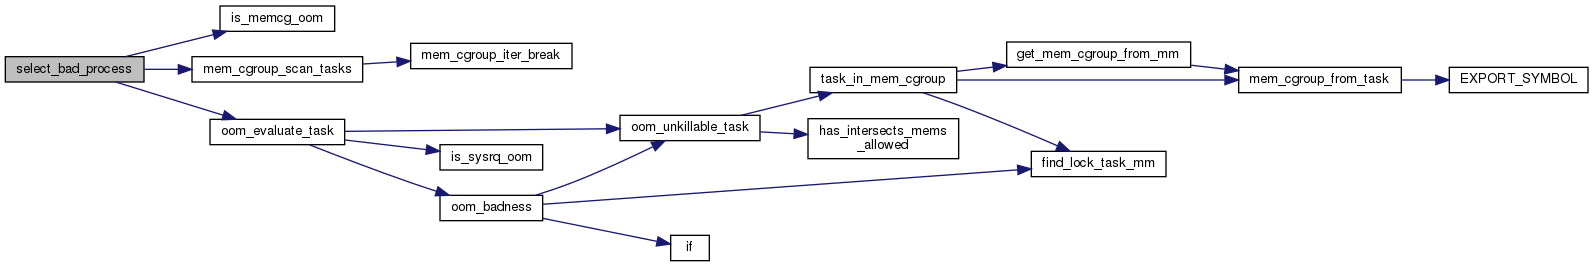 select_bad_process
is_memcg_oom
mem_cgroup_scan_tasks
mem_cgroup_iter_break
oom_evaluate_task
is_sysrq_oom
oom_badness
oom_unkillable_task
if
task_in_mem_cgroup
has_intersects_mems
_allowed
get_mem_cgroup_from_mm
find_lock_task_mm
mem_cgroup_from_task
EXPORT_SYMBOL